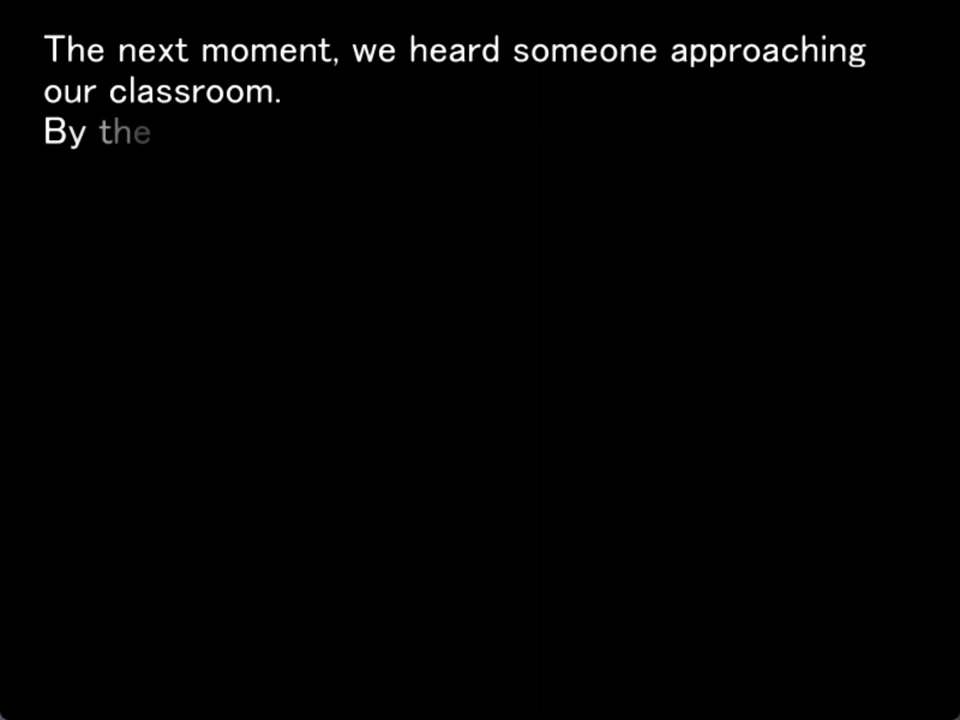 The next moment, we heard someone approaching
our classroom.
By the